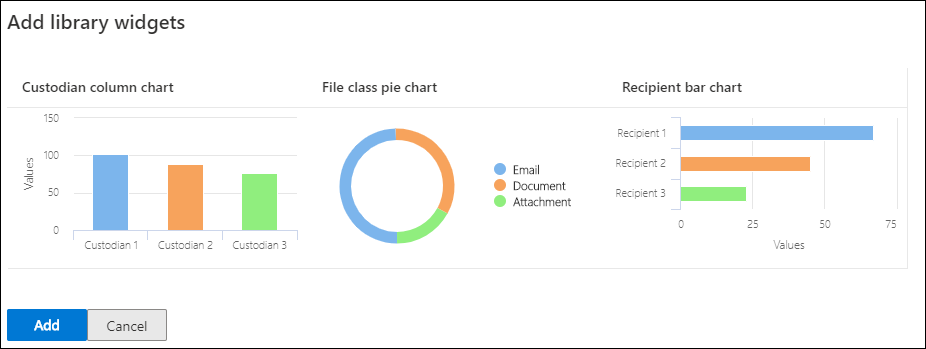 Add library widgets
Custodian column chart
150
100
50
0
Values
Custodian 1
Custodian 2
Custodian 3
File class pie chart
Email
Document
Attachment
Recipient bar chart
Recipient 1
Recipient 2
Recipient 3
0
25
50
75
Values
Add
Cancel